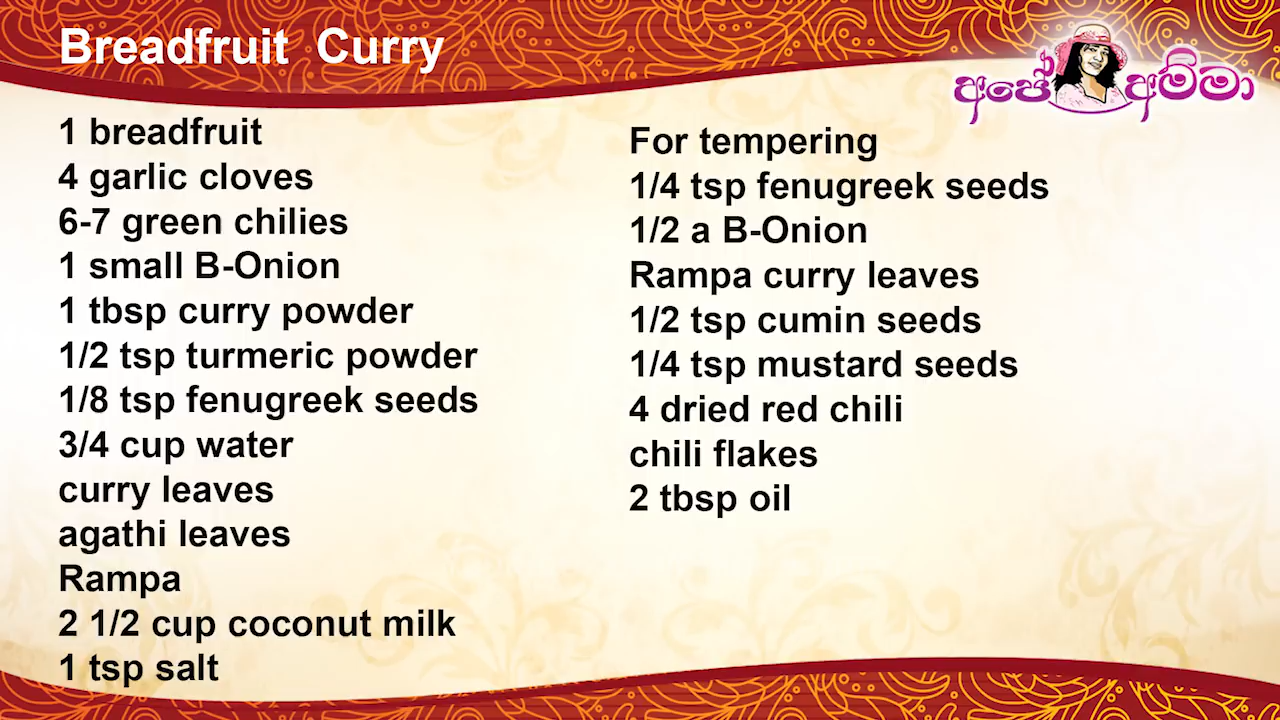 Breadfruit Curry
අපේ අම්මා
1 breadfruit
4 garlic cloves
6-7 green chilies
1 small B-Onion
1 tbsp curry powder
1/2 tsp turmeric powder
1/8 tsp fenugreek seeds
3/4 cup water
curry leaves
agathi leaves
Rampa
2 1/2 cup coconut milk
1 tsp salt
For tempering
1/4 tsp fenugreek seeds
1/2 a B-Onion
Rampa curry leaves
1/2 tsp cumin seeds
1/4 tsp mustard seeds
4 dried red chili
chili flakes
2 tbsp oil